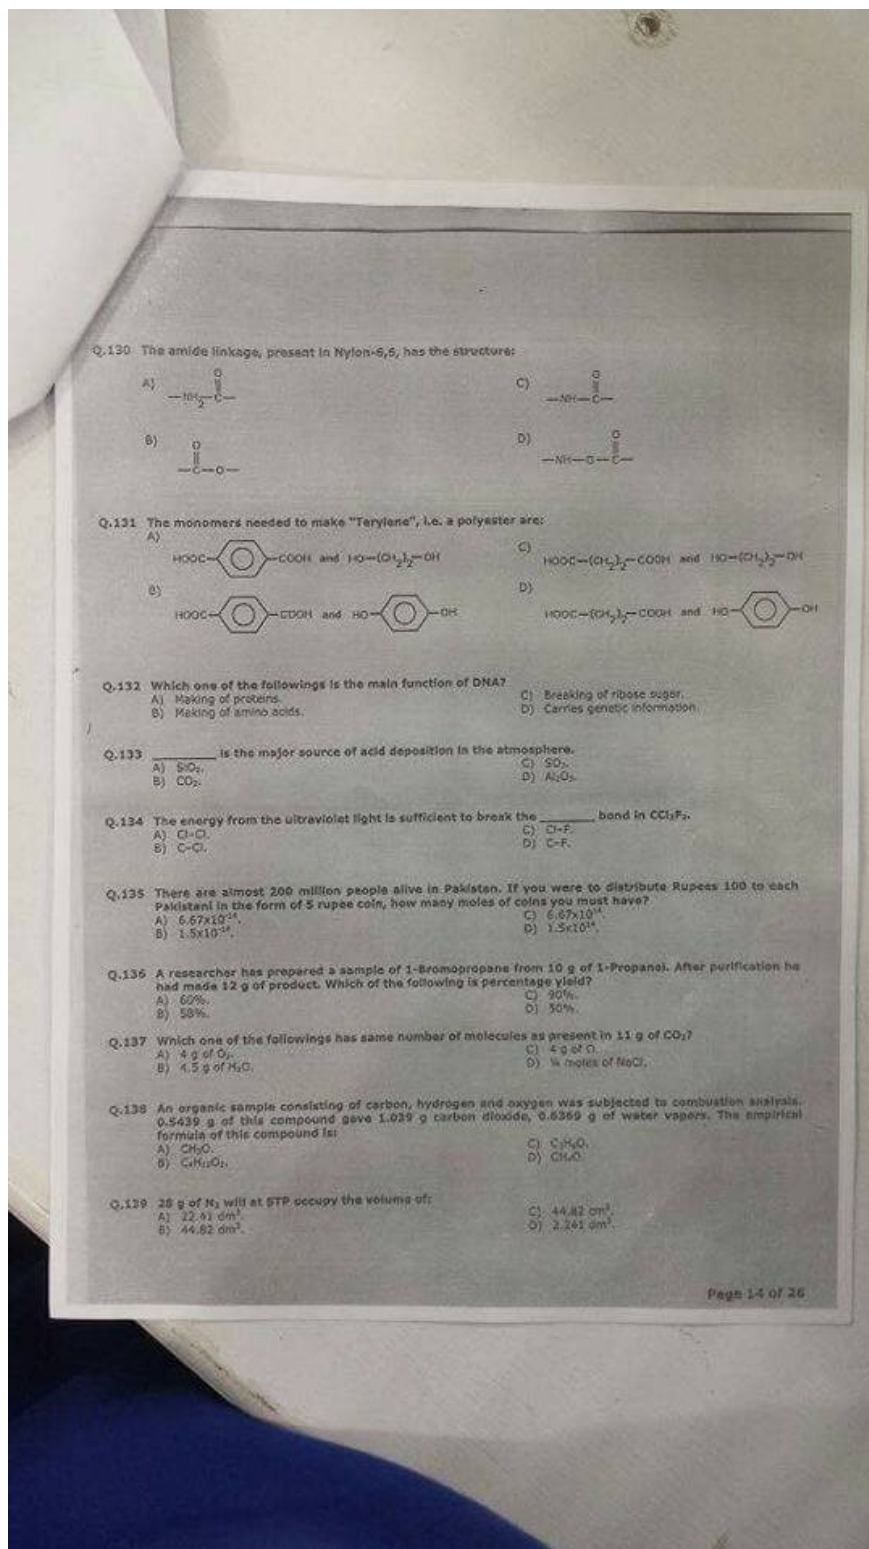 Q.130 The amide linkage, present in Nylon-6,6, has the structure:
A) O
—NH2—C—
C) O
—NH—C—
B) O
—C—O—
D) O
—NH—O—C—
Q.131 The monomers needed to make "Terylene", i.e. a polyester are:
A) HOOC— —COOH and HO—(CH2)2—OH
C) HOOC—(CH2)2—COOH and HO—(CH2)2—OH
B) HOOC— —COOH and HO— —OH
D) HOOC—(CH2)2—COOH and HO— —OH
Q.132 Which one of the followings is the main function of DNA?
A) Making of proteins.
C) Breaking of ribose sugar.
B) Making of amino acids.
D) Carries genetic information.
Q.133 ________ is the major source of acid deposition in the atmosphere.
A) SiO2.
C) SO2.
B) CO2.
D) Al2O3.
Q.134 The energy from the ultraviolet light is sufficient to break the _______ bond in CCl2F2.
A) Cl-Cl.
C) Cl-F.
B) C-Cl.
D) C-F.
Q.135 There are almost 200 million people alive in Pakistan. If you were to distribute Rupees 100 to each
Pakistani in the form of 5 rupee coin, how many moles of coins you must have?
A) 6.67x10
C) 6.67x10
B) 1.5x10
D) 1.5x10
Q.136 A researcher has prepared a sample of 1-Bromopropane from 10 g of 1-Propanol. After purification he
had made 12 g of product. Which of the following is percentage yield?
A) 60%.
C) 90%.
B) 58%.
D) 50%.
Q.137 Which one of the followings has same number of molecules as present in 11 g of CO2?
A) 4 g of O2.
C) 4 g of O.
B) 4.5 g of H2O.
D) ¼ moles of NaCl.
Q.138 An organic sample consisting of carbon, hydrogen and oxygen was subjected to combustion analysis.
0.5439 g of this compound gave 1.039 g carbon dioxide, 0.6369 g of water vapors. The empirical
formula of this compound is:
A) CH3O.
C)
B)
D)
Q.139 28 g of N2 will at STP occupy the volume of:
A) 22.41 dm3.
C) 44.82 cm3.
B) 44.82 dm3.
D) 2.241 dm3.
Page 14 of 26